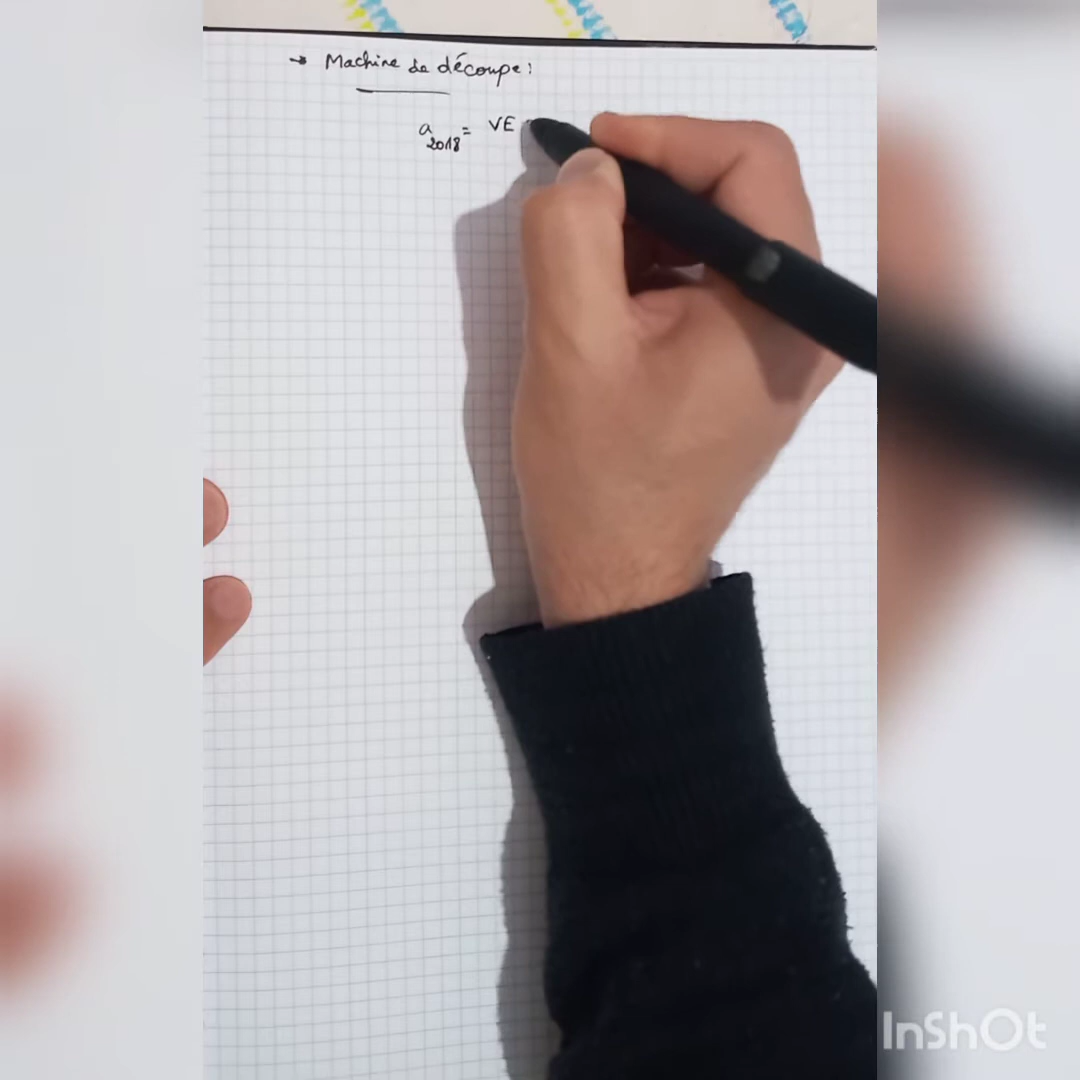 → Machine de découpe :
a2018 = VE
InShOt